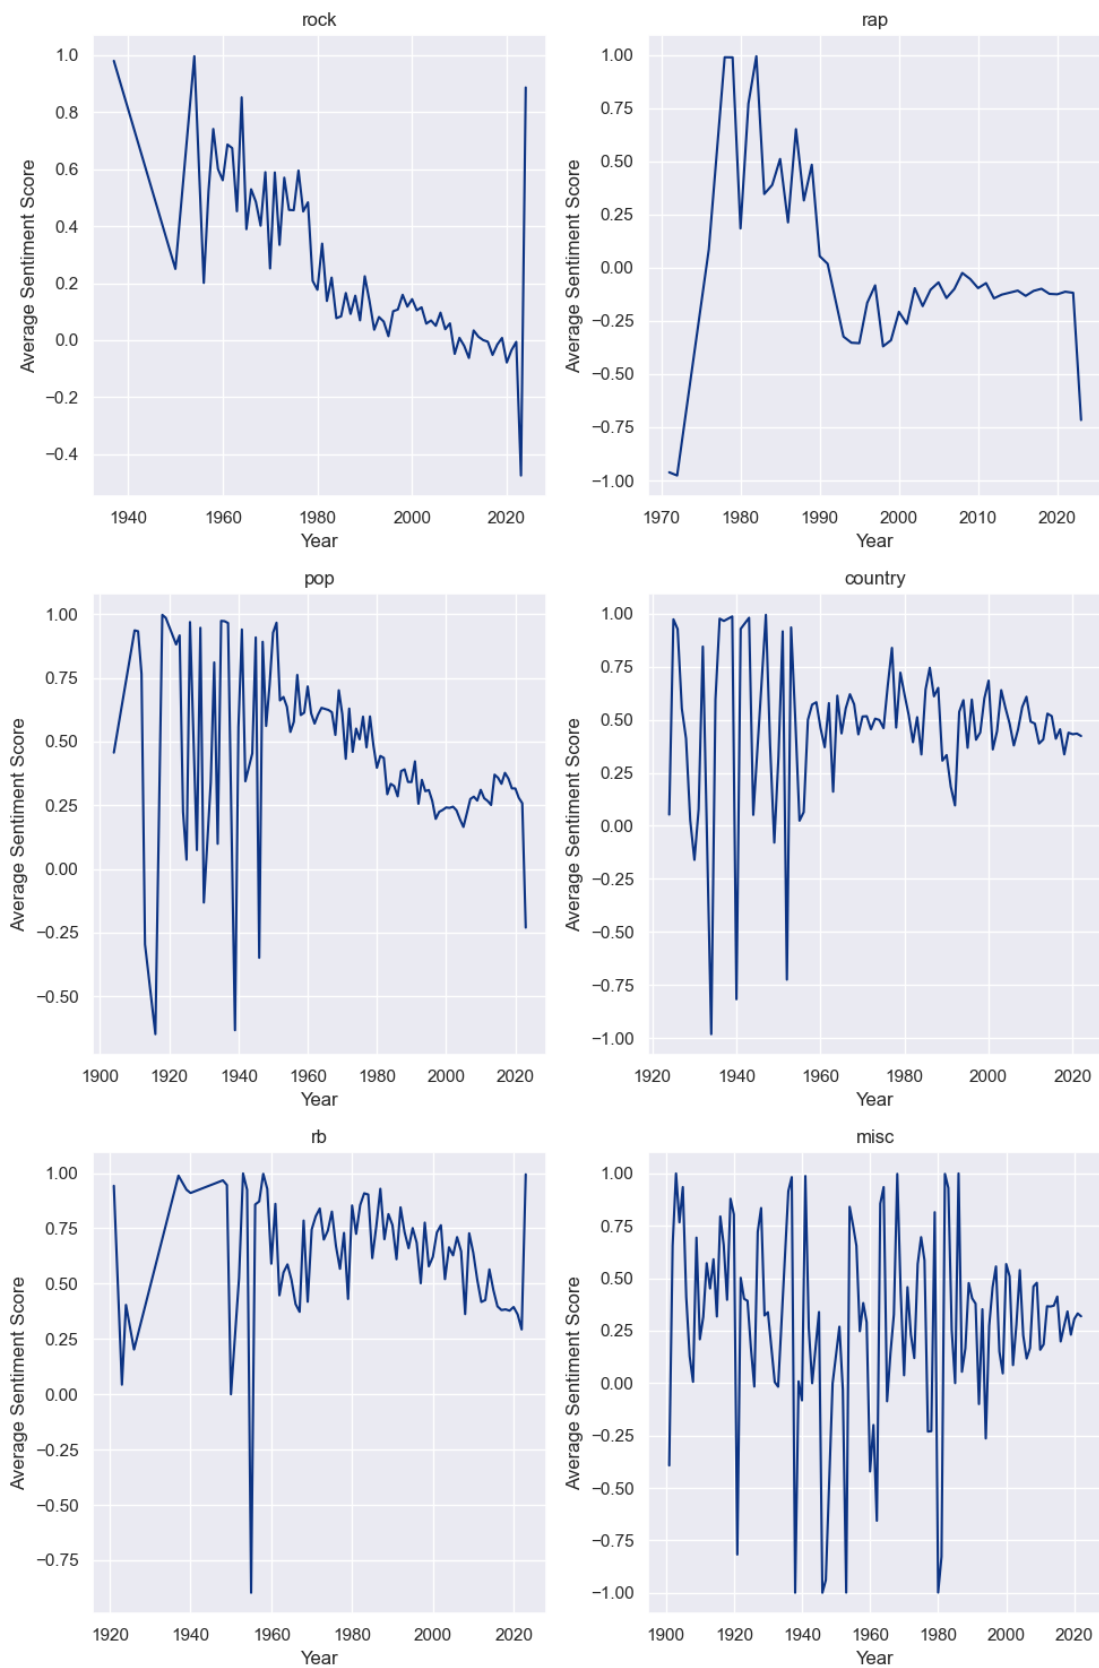 rock
1.0
0.8
0.6
0.4
0.2
0.0
−0.2
−0.4
Average Sentiment Score
1940 1960 1980 2000 2020
Year
rap
1.00
0.75
0.50
0.25
0.00
−0.25
−0.50
−0.75
−1.00
Average Sentiment Score
1970 1980 1990 2000 2010 2020
Year
pop
1.00
0.75
0.50
0.25
0.00
−0.25
−0.50
Average Sentiment Score
1900 1920 1940 1960 1980 2000 2020
Year
country
1.00
0.75
0.50
0.25
0.00
−0.25
−0.50
−0.75
−1.00
Average Sentiment Score
1920 1940 1960 1980 2000 2020
Year
rb
1.00
0.75
0.50
0.25
0.00
−0.25
−0.50
−0.75
Average Sentiment Score
1920 1940 1960 1980 2000 2020
Year
misc
1.00
0.75
0.50
0.25
0.00
−0.25
−0.50
−0.75
−1.00
Average Sentiment Score
1900 1920 1940 1960 1980 2000 2020
Year